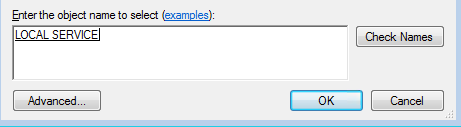 Enter the object name to select (examples):
LOCAL SERVICE
Check Names
Advanced...
OK
Cancel